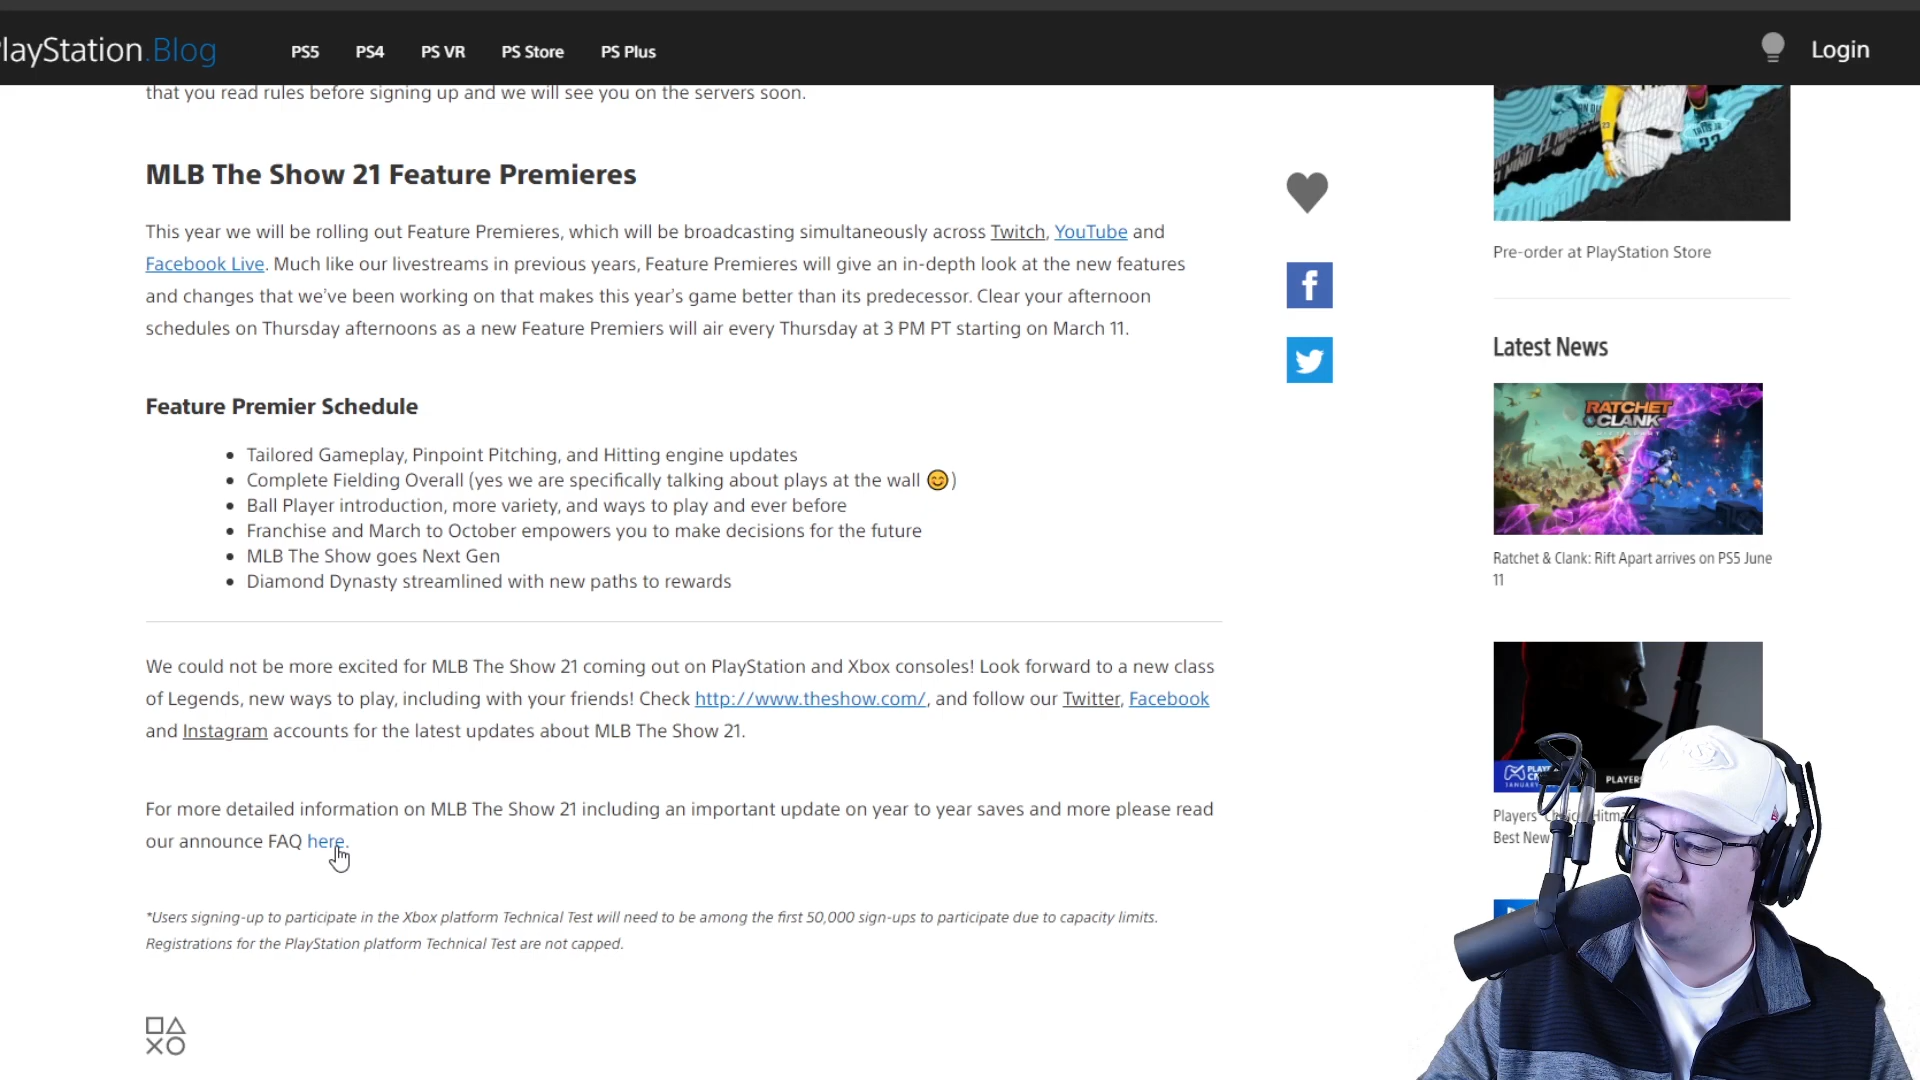 PlayStation.Blog PS5 PS4 PS VR PS Store PS Plus Login
that you read rules before signing up and we will see you on the servers soon.
MLB The Show 21 Feature Premieres
This year we will be rolling out Feature Premieres, which will be broadcasting simultaneously across Twitch, YouTube and
Facebook Live. Much like our livestreams in previous years, Feature Premieres will give an in-depth look at the new features
and changes that we’ve been working on that makes this year’s game better than its predecessor. Clear your afternoon
schedules on Thursday afternoons as a new Feature Premiers will air every Thursday at 3 PM PT starting on March 11.
Feature Premier Schedule
• Tailored Gameplay, Pinpoint Pitching, and Hitting engine updates
• Complete Fielding Overall (yes we are specifically talking about plays at the wall 😊)
• Ball Player introduction, more variety, and ways to play and ever before
• Franchise and March to October empowers you to make decisions for the future
• MLB The Show goes Next Gen
• Diamond Dynasty streamlined with new paths to rewards
We could not be more excited for MLB The Show 21 coming out on PlayStation and Xbox consoles! Look forward to a new class
of Legends, new ways to play, including with your friends! Check http://www.theshow.com/, and follow our Twitter, Facebook
and Instagram accounts for the latest updates about MLB The Show 21.
For more detailed information on MLB The Show 21 including an important update on year to year saves and more please read
our announce FAQ here.
*Users signing-up to participate in the Xbox platform Technical Test will need to be among the first 50,000 sign-ups to participate due to capacity limits.
Registrations for the PlayStation platform Technical Test are not capped.
TATIS JR.
23
Pre-order at PlayStation Store
Latest News
RATCHET
& CLANK
Ratchet & Clank: Rift Apart arrives on PS5 June
11
Players'
Best New